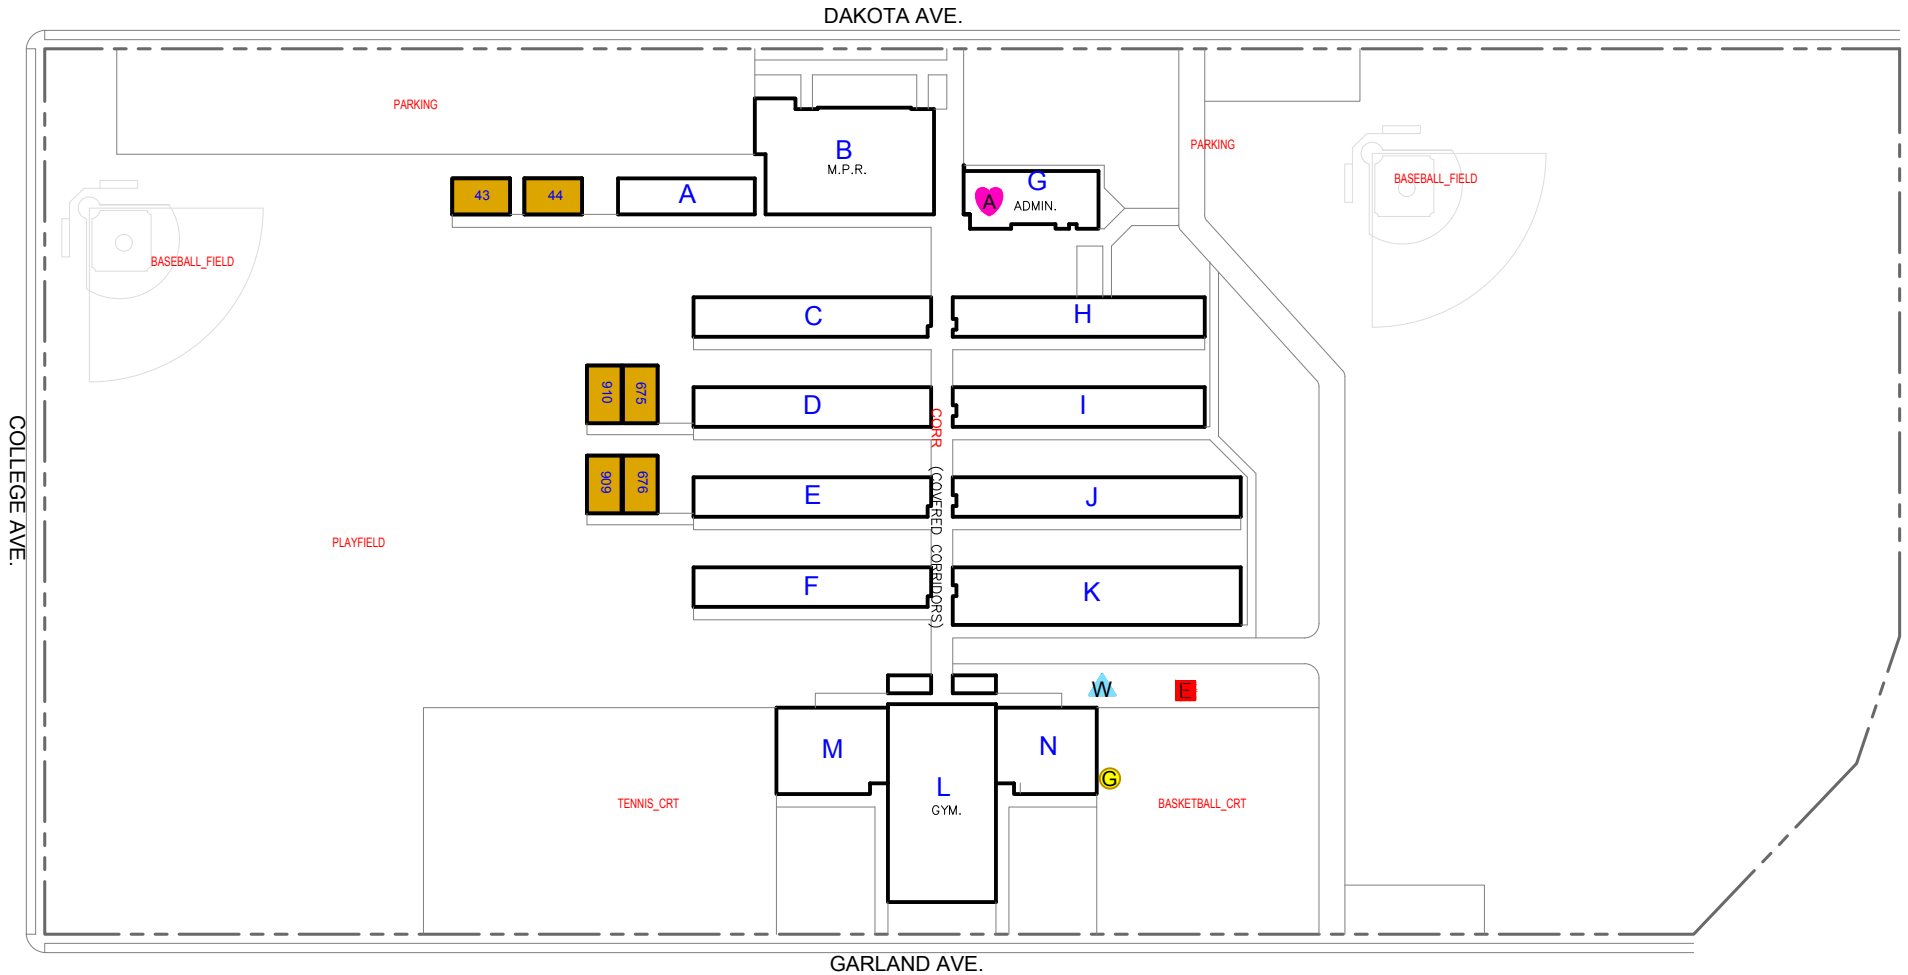 DAKOTA AVE.
PARKING
B
M.P.R.
PARKING
BASEBALL_FIELD
43
44
A
G
A
ADMIN.
BASEBALL_FIELD
C
H
910
675
D
I
CORR
COLLEGE AVE.
909
676
E
J
(COVERED CORRIDORS)
PLAYFIELD
F
K
W
E
M
N
L
GYM.
G
TENNIS_CRT
BASKETBALL_CRT
GARLAND AVE.